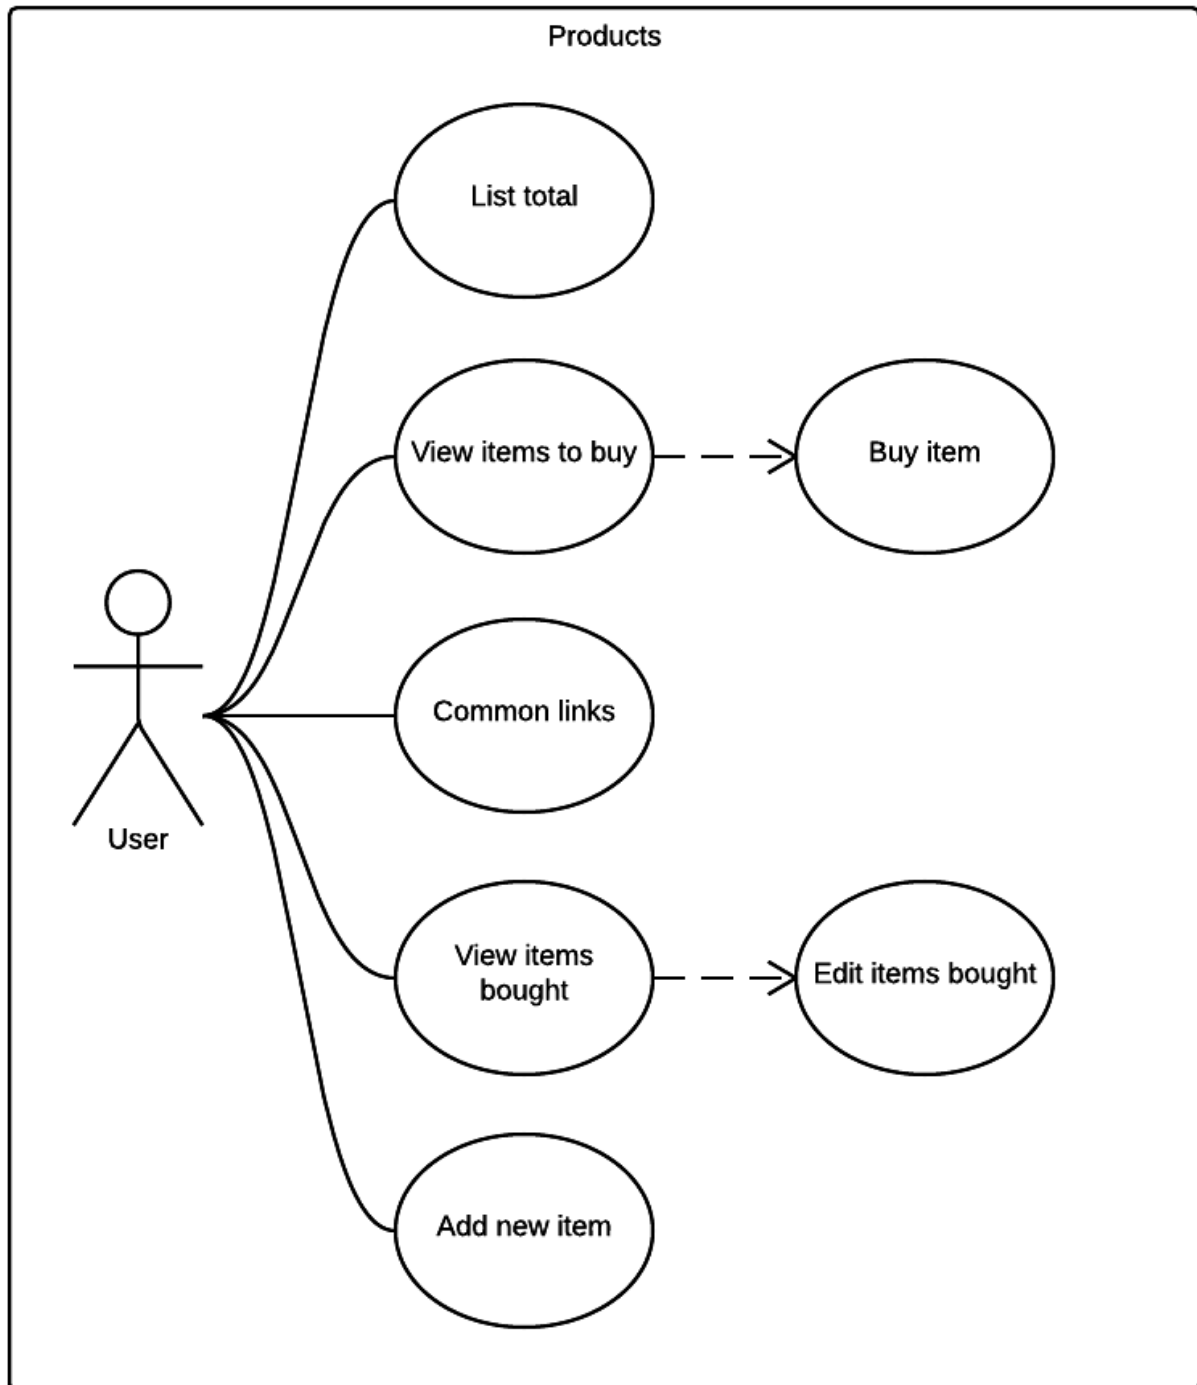 Products
List total
View items to buy
Buy item
Common links
User
View items
bought
Edit items bought
Add new item